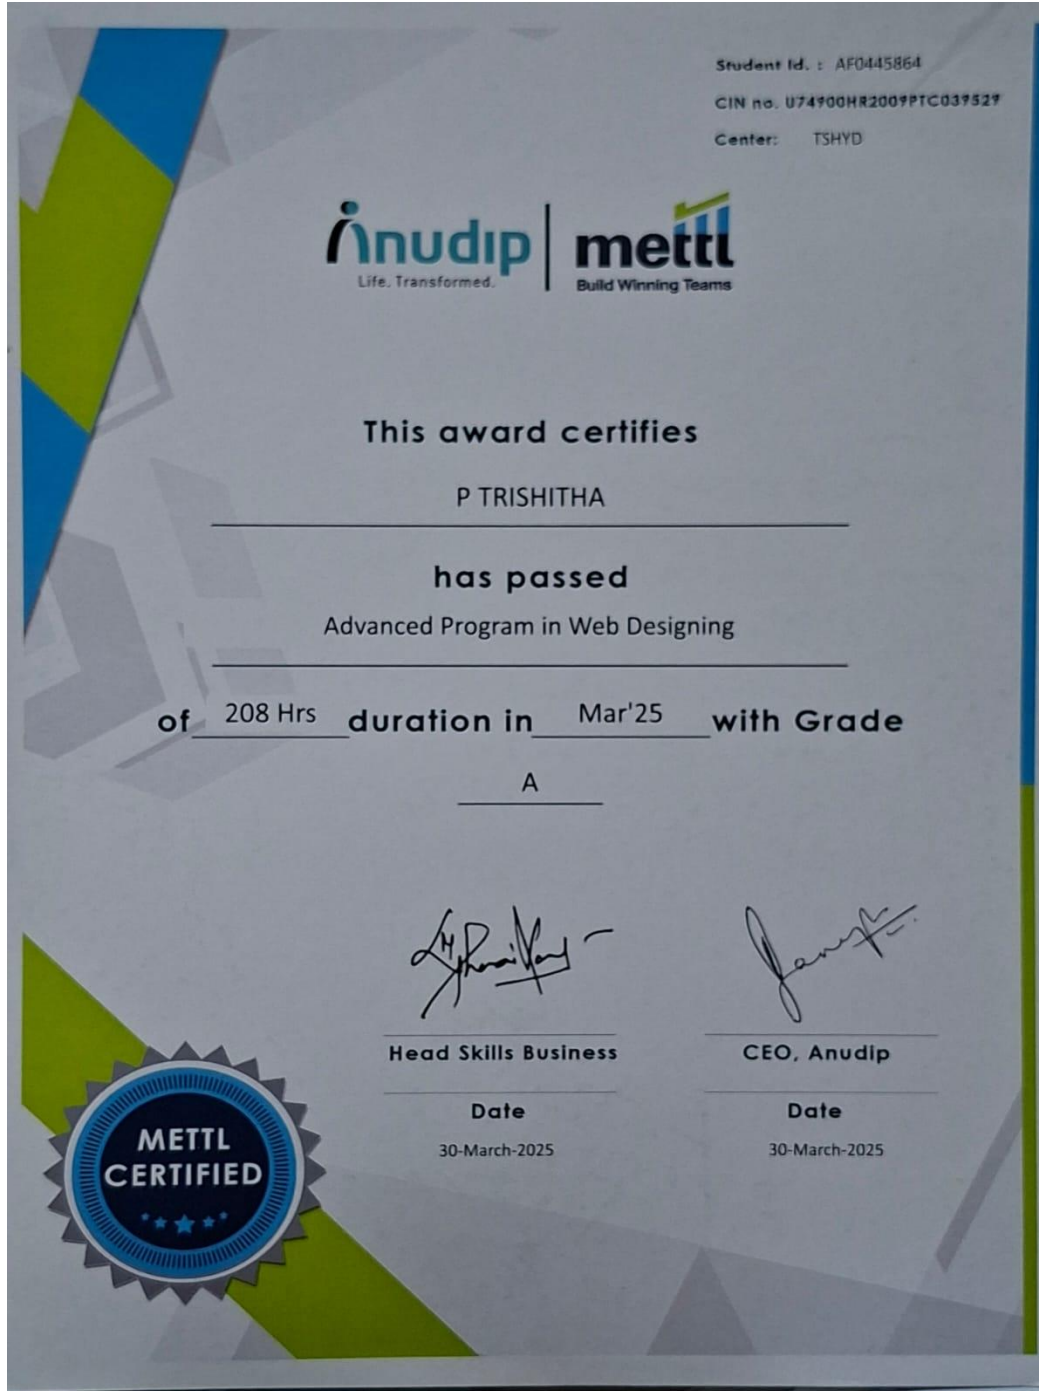 Student Id. : AF0445864
CIN no. U74900HR2009PTC039529
Center: TSHYD
anudip
Life. Transformed.
mettl
Build Winning Teams
This award certifies
P TRISHITHA
has passed
Advanced Program in Web Designing
of 208 Hrs duration in Mar'25 with Grade
A
Head Skills Business
CEO, Anudip
Date
Date
30-March-2025
30-March-2025
METTL
CERTIFIED